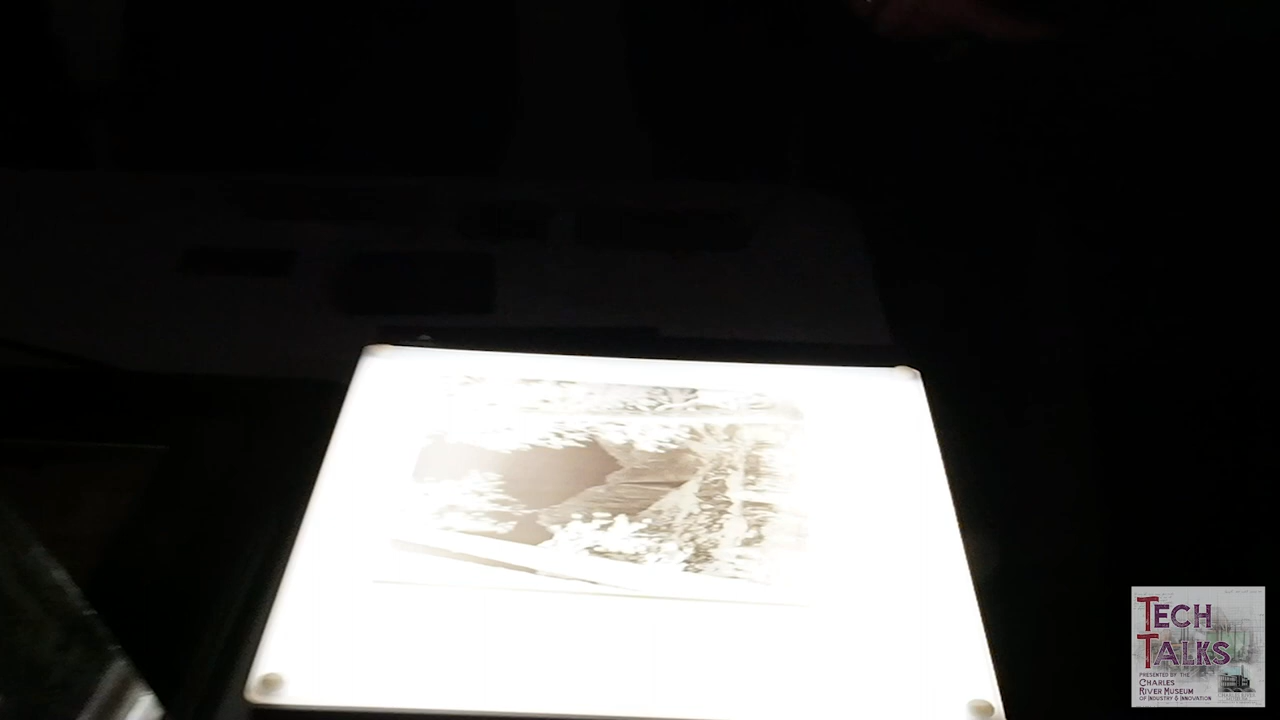 TECH
TALKS
PRESENTED BY THE
CHARLES
RIVER MUSEUM
OF INDUSTRY & INNOVATION